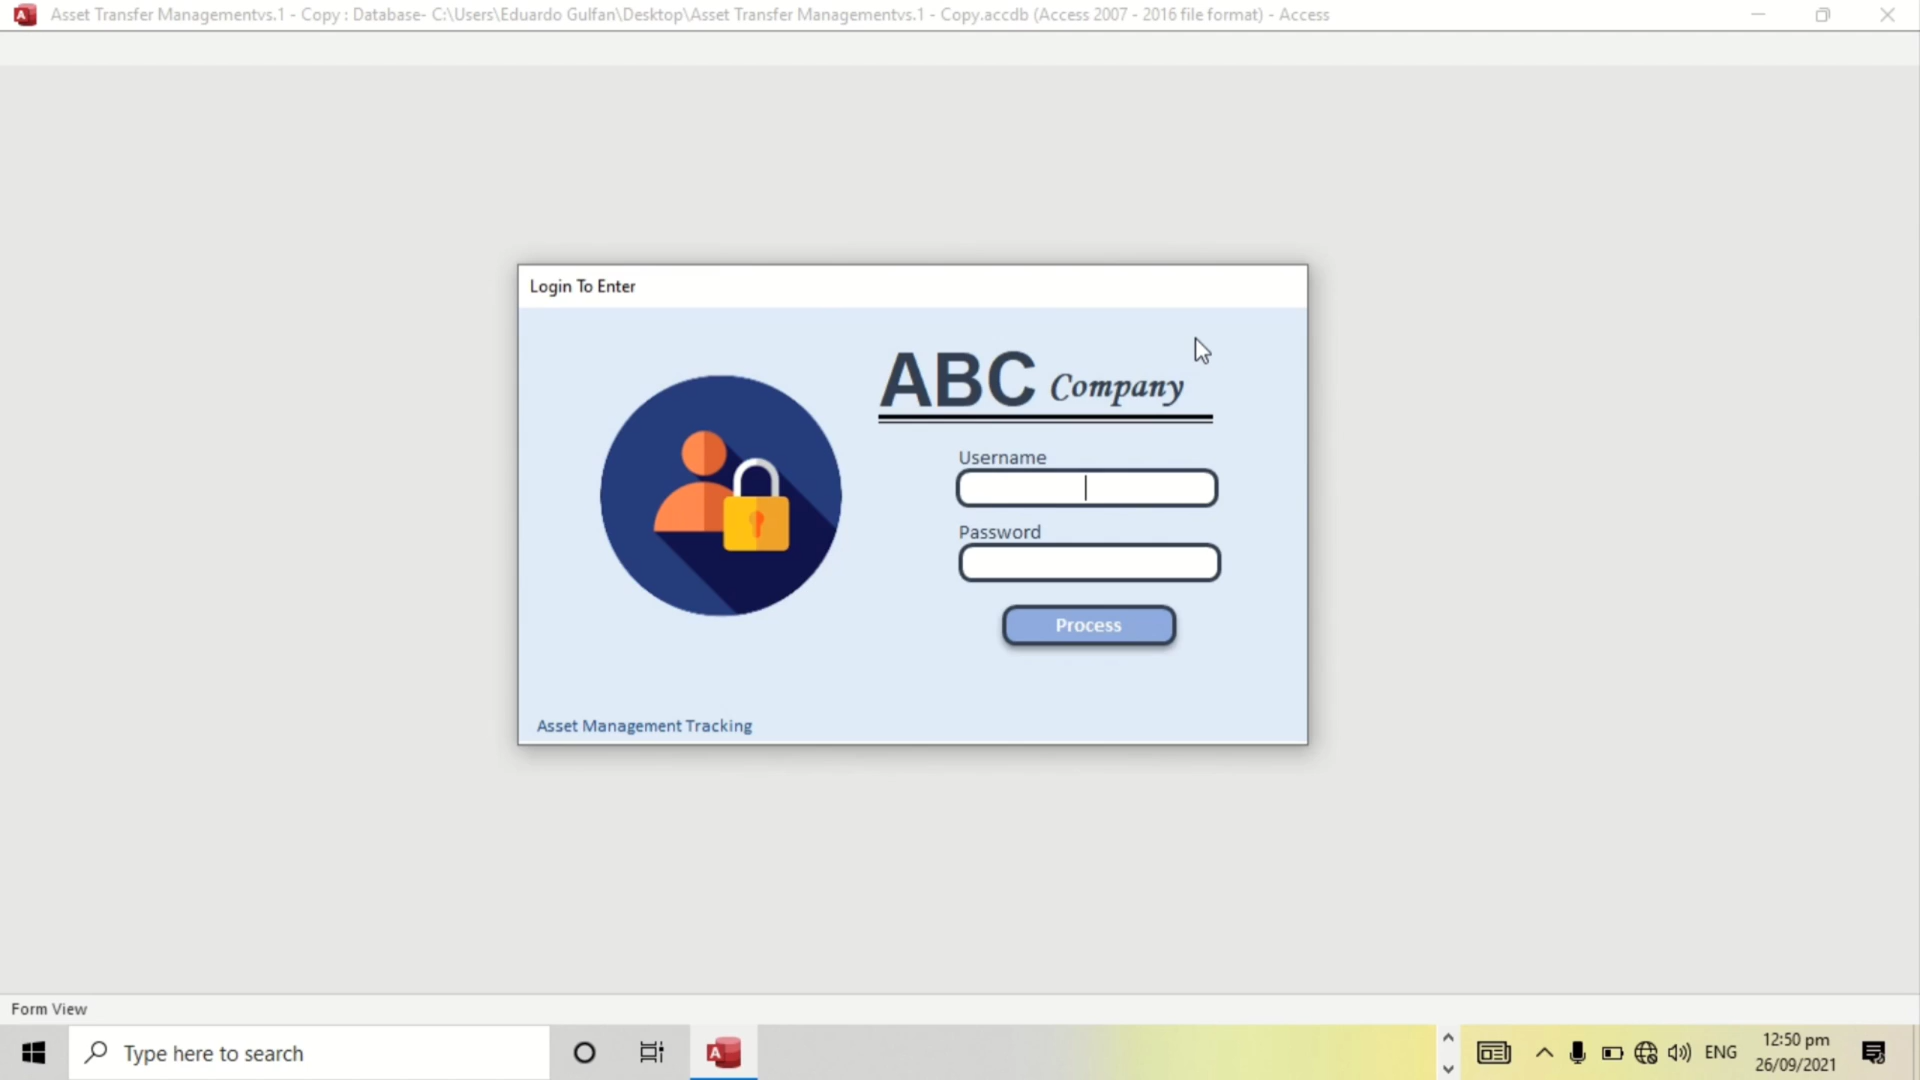 Asset Transfer Managementvs.1 - Copy : Database- C:\Users\Eduardo Gulfan\Desktop\Asset Transfer Managementvs.1 - Copy.accdb (Access 2007 - 2016 file format) - Access
Login To Enter
ABC Company
Username
Password
Process
Asset Management Tracking
Form View
Type here to search
ENG
12:50 pm
26/09/2021